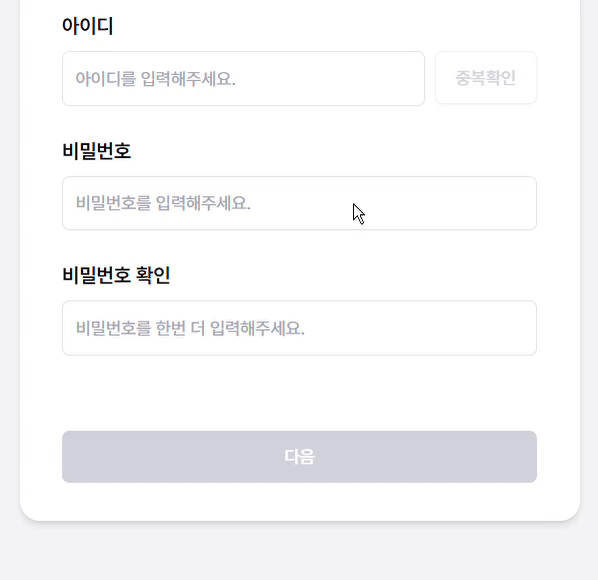 아이디
아이디를 입력해주세요.
중복확인
비밀번호
비밀번호를 입력해주세요.
비밀번호 확인
비밀번호를 한번 더 입력해주세요.
다음